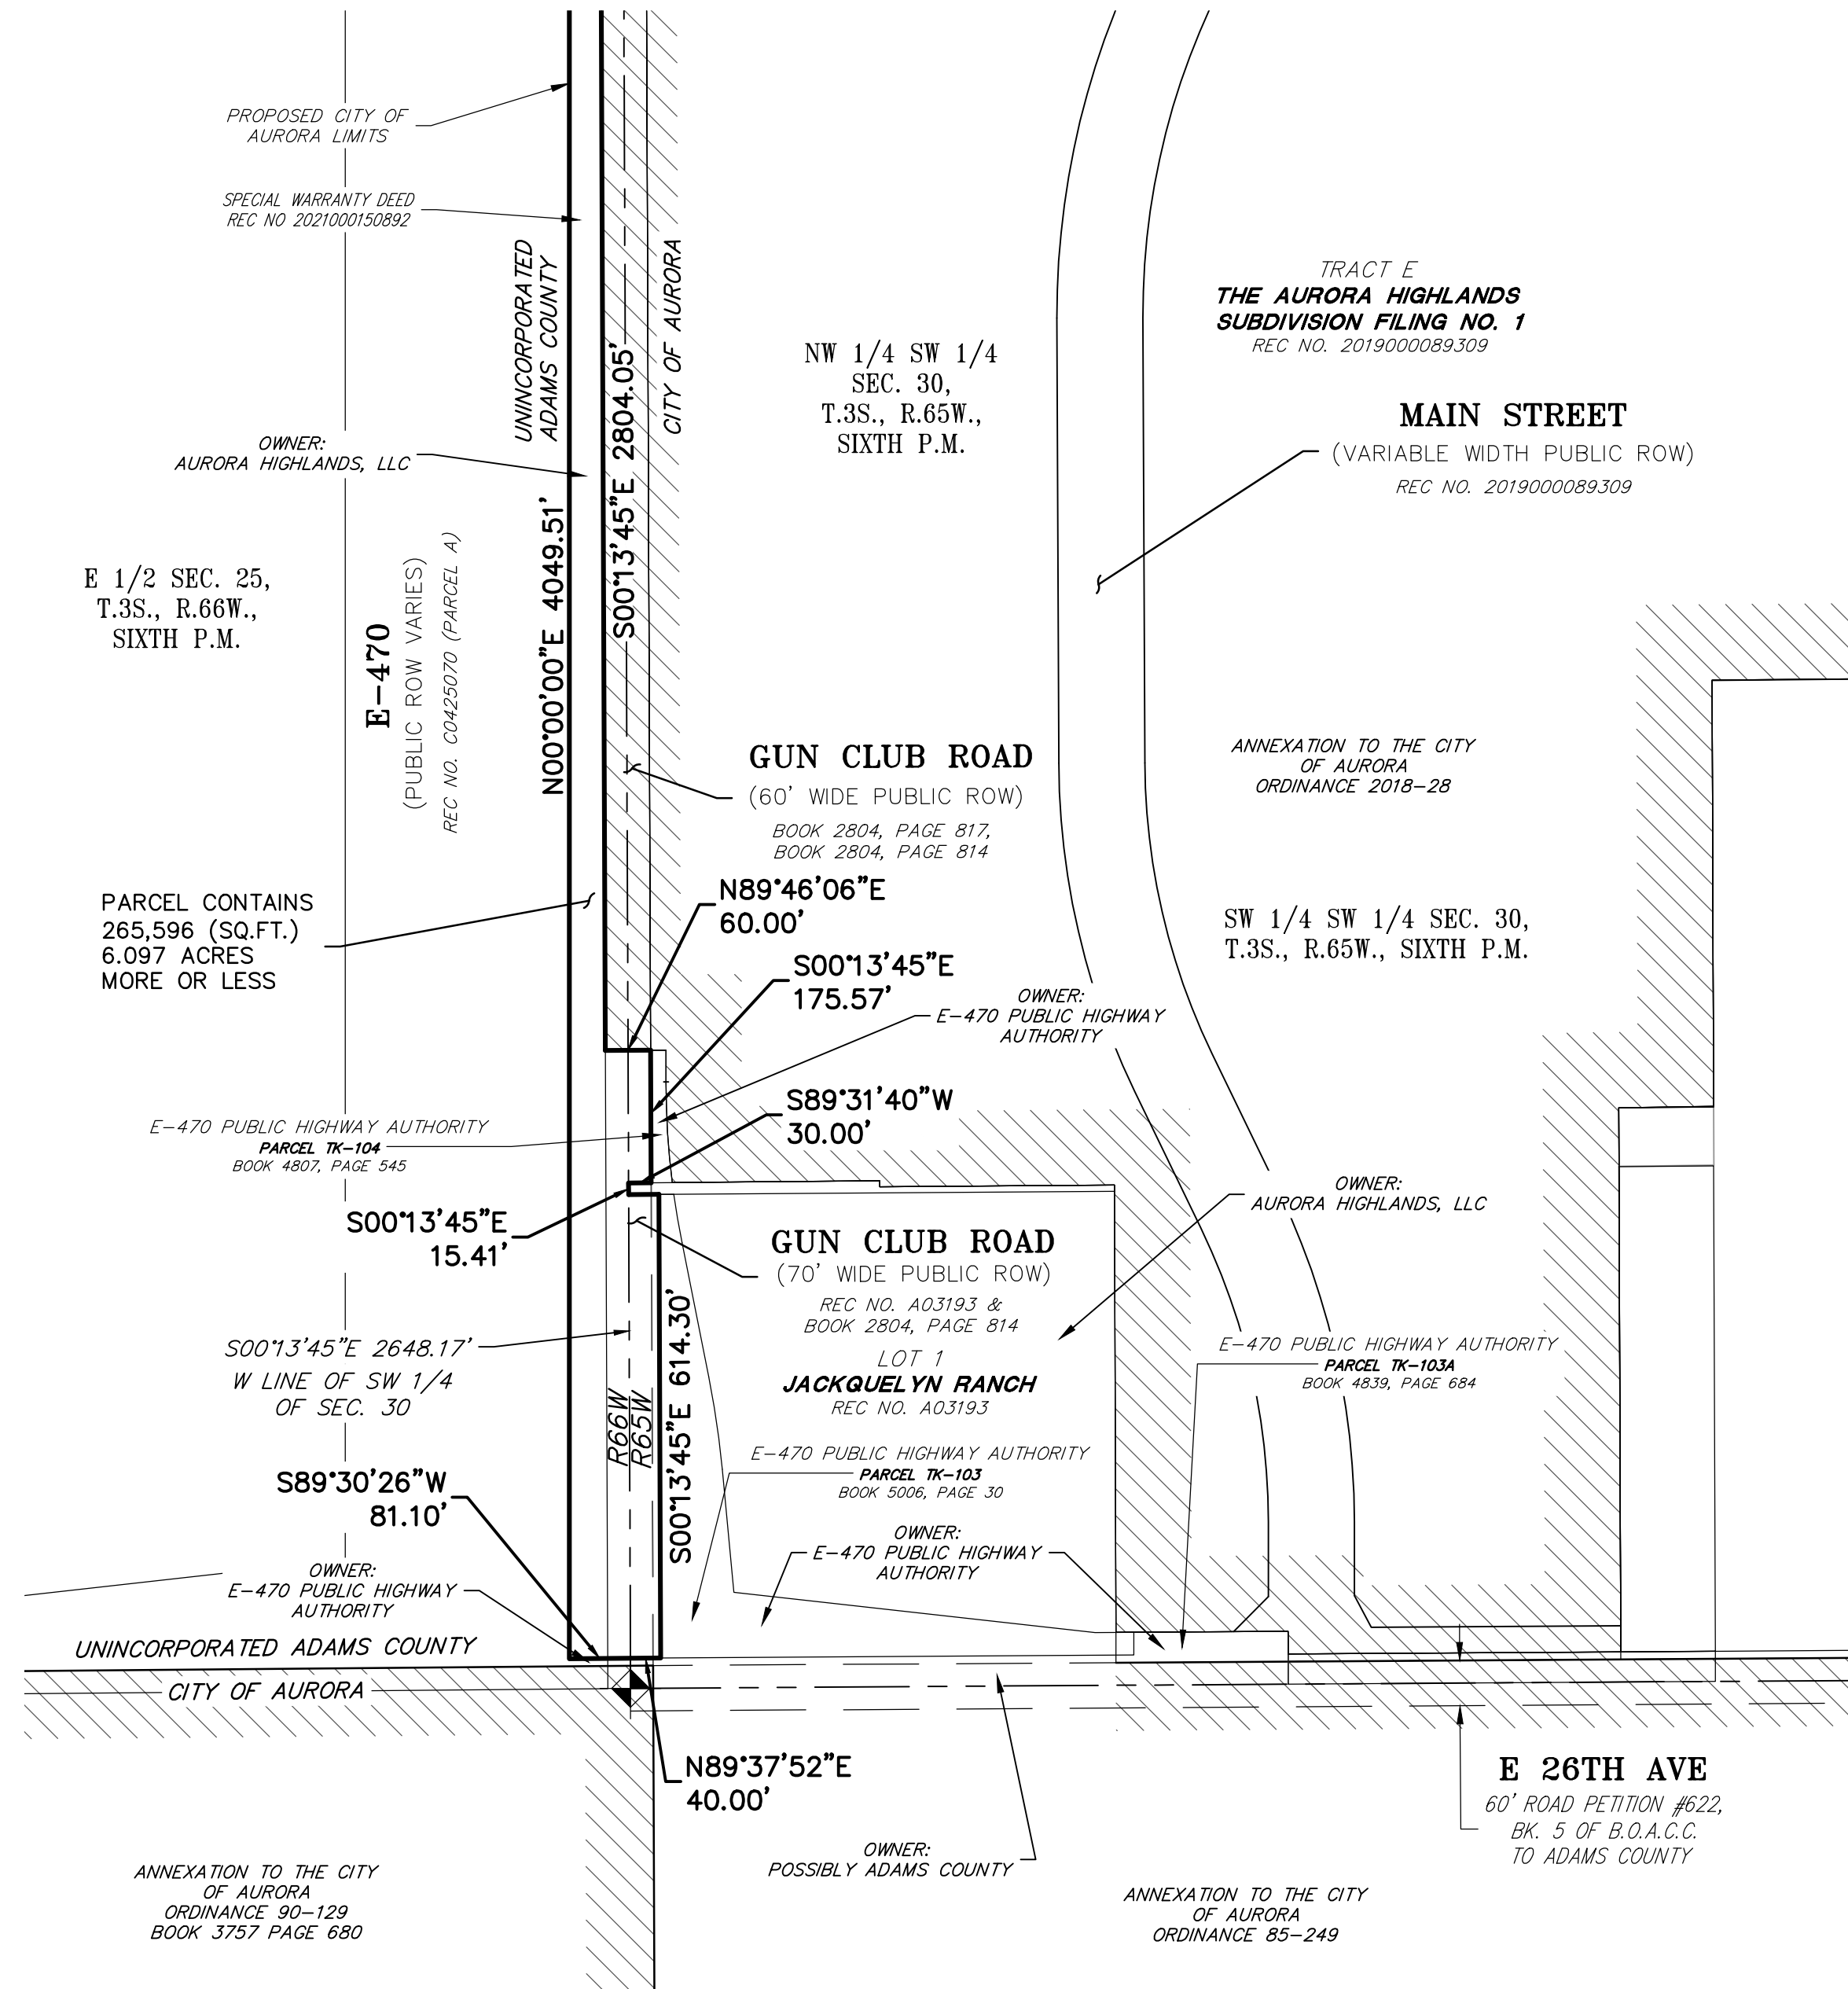 PROPOSED CITY OF
AURORA LIMITS
SPECIAL WARRANTY DEED
REC NO 2021000150892
UNINCORPORATED
ADAMS COUNTY
CITY OF AURORA
TRACT E
THE AURORA HIGHLANDS
SUBDIVISION FILING NO. 1
REC NO. 2019000089309
NW 1/4 SW 1/4
SEC. 30,
T.3S., R.65W.,
SIXTH P.M.
MAIN STREET
(VARIABLE WIDTH PUBLIC ROW)
REC NO. 2019000089309
OWNER:
AURORA HIGHLANDS, LLC
N00°00'00"E 4049.51'
S00°13'45"E 2804.05'
E 1/2 SEC. 25,
T.3S., R.66W.,
SIXTH P.M.
E-470
(PUBLIC ROW VARIES)
REC NO. C0425070 (PARCEL A)
GUN CLUB ROAD
(60' WIDE PUBLIC ROW)
BOOK 2804, PAGE 817,
BOOK 2804, PAGE 814
ANNEXATION TO THE CITY
OF AURORA
ORDINANCE 2018-28
PARCEL CONTAINS
265,596 (SQ.FT.)
6.097 ACRES
MORE OR LESS
N89°46'06"E
60.00'
SW 1/4 SW 1/4 SEC. 30,
T.3S., R.65W., SIXTH P.M.
S00°13'45"E
175.57'
OWNER:
E-470 PUBLIC HIGHWAY
AUTHORITY
S89°31'40"W
30.00'
E-470 PUBLIC HIGHWAY AUTHORITY
PARCEL TK-104
BOOK 4807, PAGE 545
OWNER:
AURORA HIGHLANDS, LLC
S00°13'45"E
15.41'
GUN CLUB ROAD
(70' WIDE PUBLIC ROW)
REC NO. A03193 &
BOOK 2804, PAGE 814
LOT 1
JACKQUELYN RANCH
REC NO. A03193
S00°13'45"E 2648.17'
W LINE OF SW 1/4
OF SEC. 30
R66W
R65W
S00°13'45"E 614.30'
E-470 PUBLIC HIGHWAY AUTHORITY
PARCEL TK-103A
BOOK 4839, PAGE 684
E-470 PUBLIC HIGHWAY AUTHORITY
PARCEL TK-103
BOOK 5006, PAGE 30
S89°30'26"W
81.10'
OWNER:
E-470 PUBLIC HIGHWAY
AUTHORITY
OWNER:
E-470 PUBLIC HIGHWAY
AUTHORITY
UNINCORPORATED ADAMS COUNTY
CITY OF AURORA
N89°37'52"E
40.00'
E 26TH AVE
60' ROAD PETITION #622,
BK. 5 OF B.O.A.C.C.
TO ADAMS COUNTY
OWNER:
POSSIBLY ADAMS COUNTY
ANNEXATION TO THE CITY
OF AURORA
ORDINANCE 90-129
BOOK 3757 PAGE 680
ANNEXATION TO THE CITY
OF AURORA
ORDINANCE 85-249